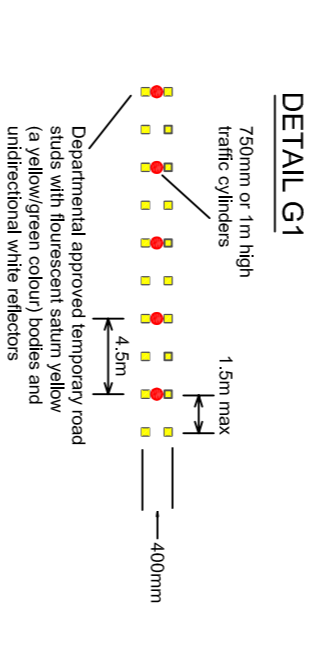 DETAIL G1
750mm or 1m high
traffic cylinders
1.5m max
4.5m
400mm
Departmental approved temporary road
studs with flourescent saturn yellow
(a yellow/green colour) bodies and
unidirectional white reflectors